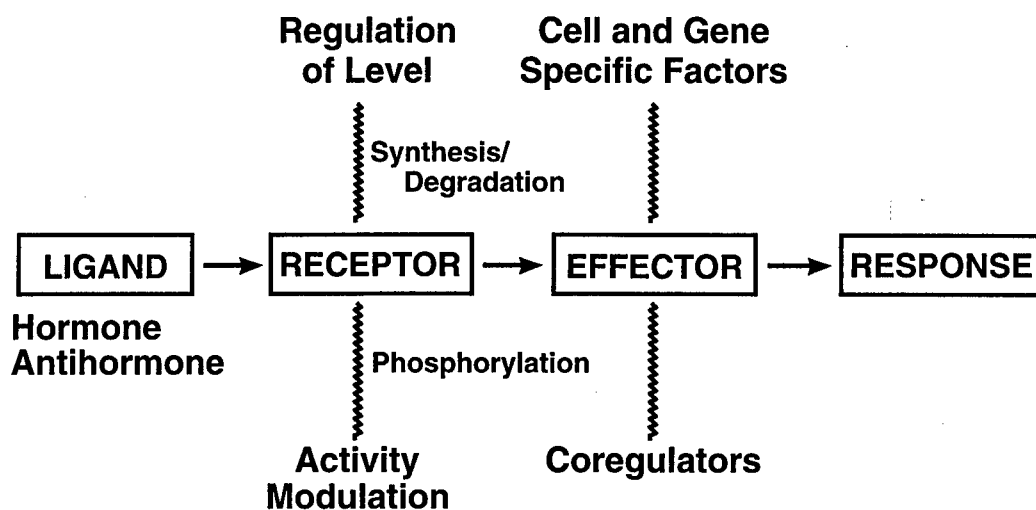 Regulation
of Level
Cell and Gene
Specific Factors
Synthesis/
Degradation
LIGAND
RECEPTOR
EFFECTOR
RESPONSE
Hormone
Antihormone
Phosphorylation
Activity
Modulation
Coregulators